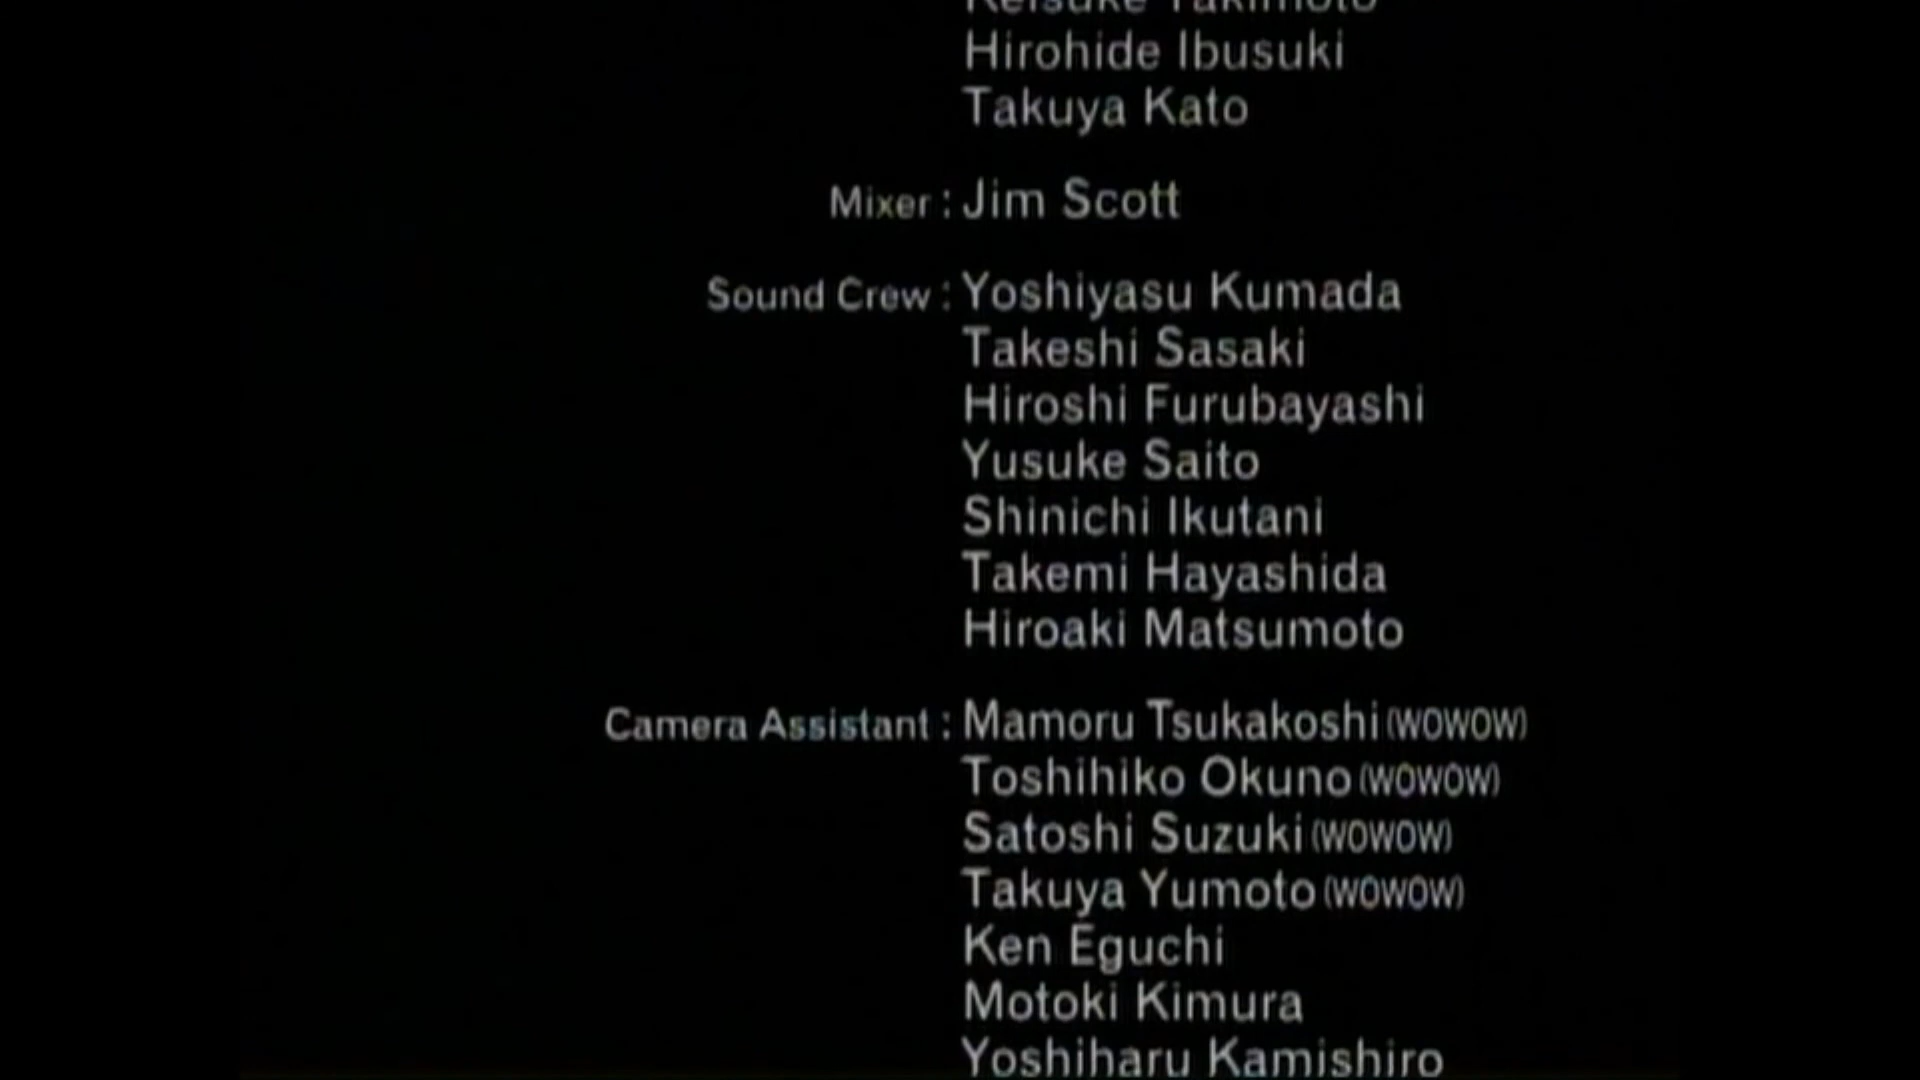 Keisuke Takimoto
Hirohide Ibusuki
Takuya Kato
Mixer : Jim Scott
Sound Crew : Yoshiyasu Kumada
Takeshi Sasaki
Hiroshi Furubayashi
Yusuke Saito
Shinichi Ikutani
Takemi Hayashida
Hiroaki Matsumoto
Camera Assistant : Mamoru Tsukakoshi (WOWOW)
Toshihiko Okuno (WOWOW)
Satoshi Suzuki (WOWOW)
Takuya Yumoto (WOWOW)
Ken Eguchi
Motoki Kimura
Yoshiharu Kamishiro